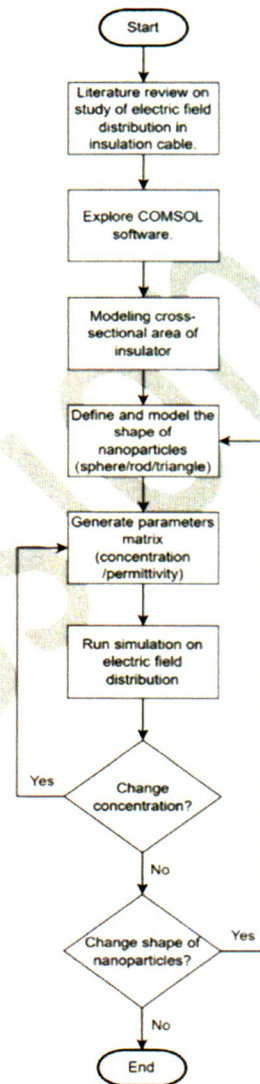 Start
Literature review on
study of electric field
distribution in
insulation cable.
Explore COMSOL
software.
Modeling cross-
sectional area of
insulator
Define and model the
shape of
nanoparticles
(sphere/rod/triangle)
Generate parameters
matrix
(concentration
/permittivity)
Run simulation on
electric field
distribution
Change
concentration?
Yes
No
Change shape of
nanoparticles?
Yes
No
End